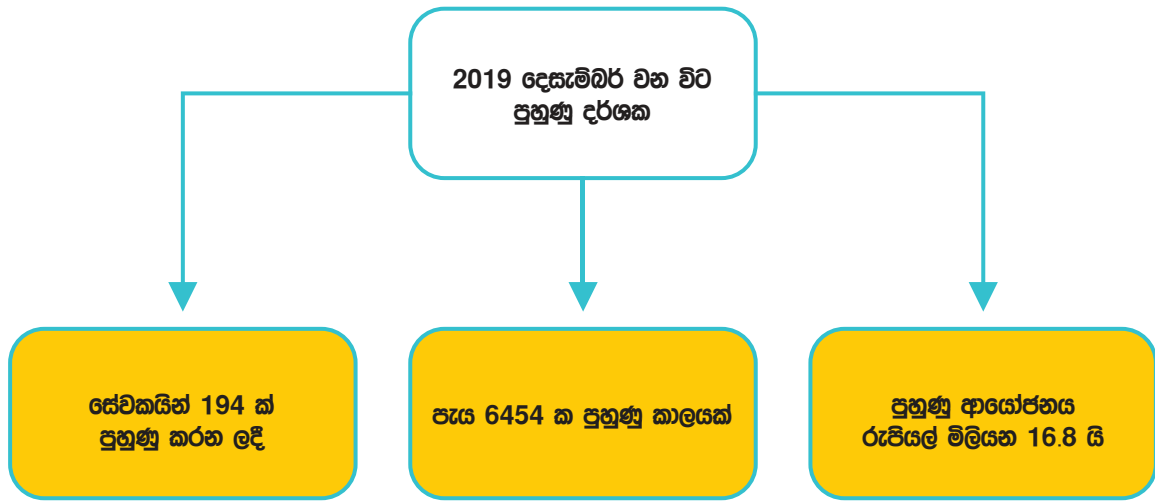 2019 දෙසැම්බර් වන විට
පුහුණු දර්ශක
සේවකයින් 194 ක්
පුහුණු කරන ලදී
පැය 6454 ක පුහුණු කාලයක්
පුහුණු ආයෝජනය
රුපියල් මිලියන 16.8 යි